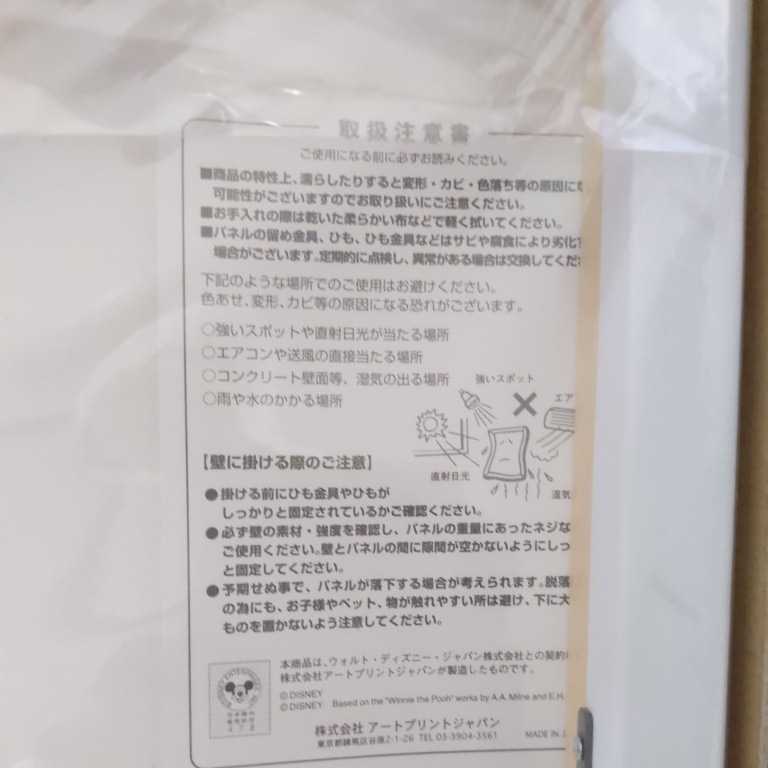 取扱注意書
ご使用になる前に必ずお読みください。
■商品の特性上、濡らしたりすると変形・カビ・色落ち等の原因にな
可能性がございますのでお取り扱いにご注意ください。
■お手入れの際は乾いた柔らかい布などで軽く拭いてください。
■パネルの留め金具、ひも、ひも金具などはサビや腐食により劣化
場合がございます。定期的に点検し、異常がある場合は交換してくだ
下記のような場所でのご使用はお避けください。
色あせ、変形、カビ等の原因になる恐れがございます。
○強いスポットや直射日光が当たる場所
○エアコンや送風の直接当たる場所
○コンクリート壁面等、湿気の出る場所
○雨や水のかかる場所
強いスポット
エア
直射日光
湿気
【壁に掛ける際のご注意】
●掛ける前にひも金具やひもが
しっかりと固定されているかご確認ください。
●必ず壁の素材・強度を確認し、パネルの重量にあったネジな
ご使用ください。壁とパネルの間に隙間が空かないようにしっ
と固定してください。
●予期せぬ事で、パネルが落下する場合が考えられます。脱落
の為にも、お子様やペット、物が触れやすい所は避け、下に大
ものを置かないよう注意してください。
本商品は、ウォルト・ディズニー・ジャパン株式会社との契約
株式会社アートプリントジャパンが製造したものです。
©DISNEY
©DISNEY Based on the "Winnie the Pooh" works by A.A. Milne and E.H.
株式会社 アートプリントジャパン
東京都練馬区谷原2-1-26 TEL 03-3904-3561 MADE IN J